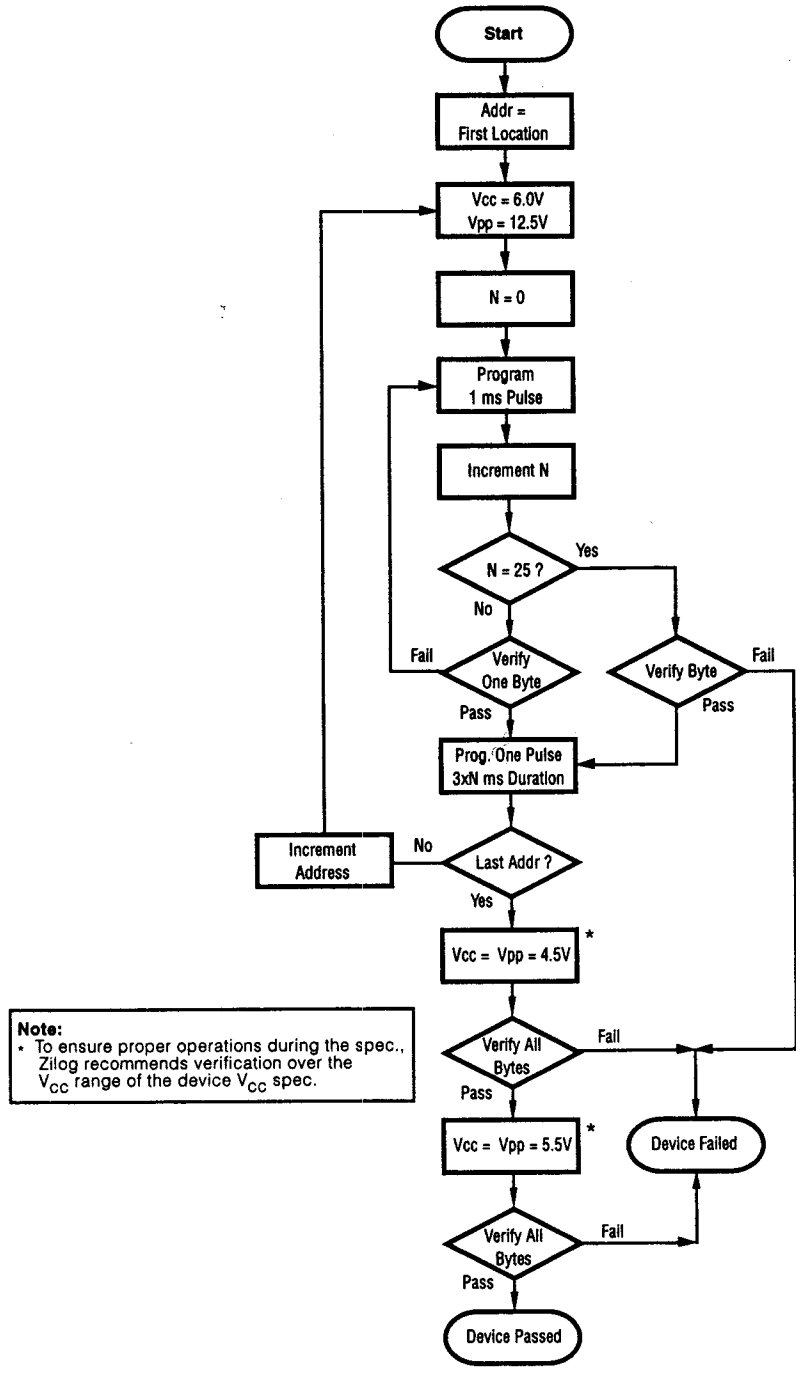 Start
Addr =
First Location
Vcc = 6.0V
Vpp = 12.5V
N = 0
Program
1 ms Pulse
Increment N
N = 25 ?
Yes
No
Fail
Verify
One Byte
Pass
Verify Byte
Fail
Pass
Prog. One Pulse
3xN ms Duration
Increment
Address
No
Last Addr ?
Yes
Vcc = Vpp = 4.5V
*
Note:
* To ensure proper operations during the spec.,
Zilog recommends verification over the
VCC range of the device VCC spec.
Verify All
Bytes
Fail
Pass
Vcc = Vpp = 5.5V
*
Device Failed
Verify All
Bytes
Fail
Pass
Device Passed